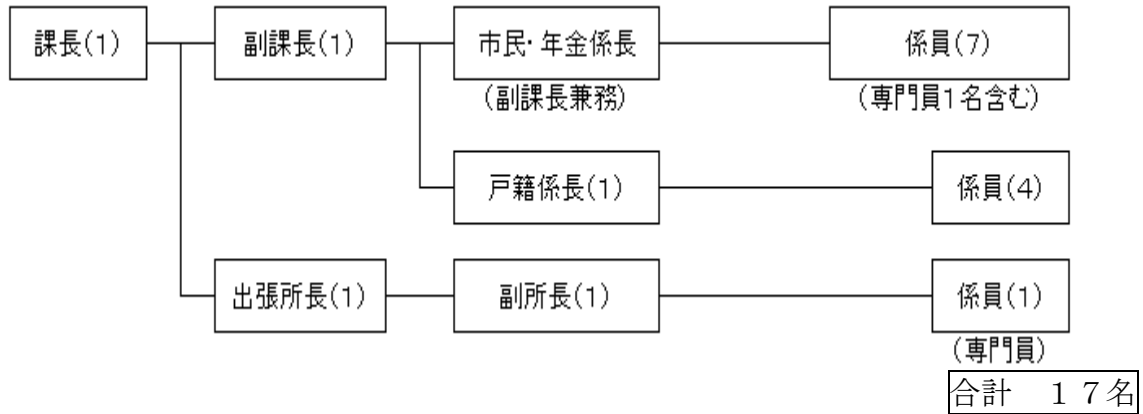 課長(1) 副課長(1) 市民・年金係長 係員(7)
(副課長兼務) (専門員1名含む)
戸籍係長(1) 係員(4)
出張所長(1) 副所長(1) 係員(1)
(専門員)
合計 17名